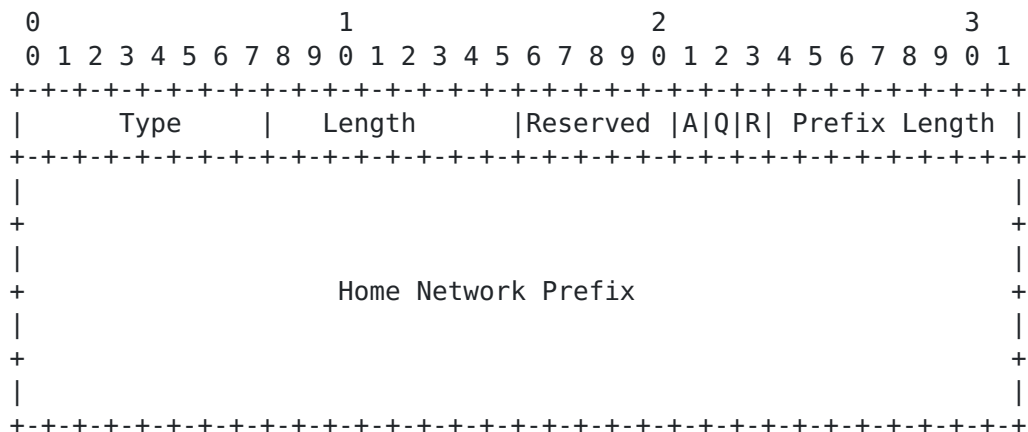 0                   1                   2                   3
 0 1 2 3 4 5 6 7 8 9 0 1 2 3 4 5 6 7 8 9 0 1 2 3 4 5 6 7 8 9 0 1
+-+-+-+-+-+-+-+-+-+-+-+-+-+-+-+-+-+-+-+-+-+-+-+-+-+-+-+-+-+-+-+-+
|      Type     |   Length      |Reserved |A|Q|R| Prefix Length |
+-+-+-+-+-+-+-+-+-+-+-+-+-+-+-+-+-+-+-+-+-+-+-+-+-+-+-+-+-+-+-+-+
|                                                               |
+                                                               +
|                                                               |
+                    Home Network Prefix                        +
|                                                               |
+                                                               +
|                                                               |
+-+-+-+-+-+-+-+-+-+-+-+-+-+-+-+-+-+-+-+-+-+-+-+-+-+-+-+-+-+-+-+-+